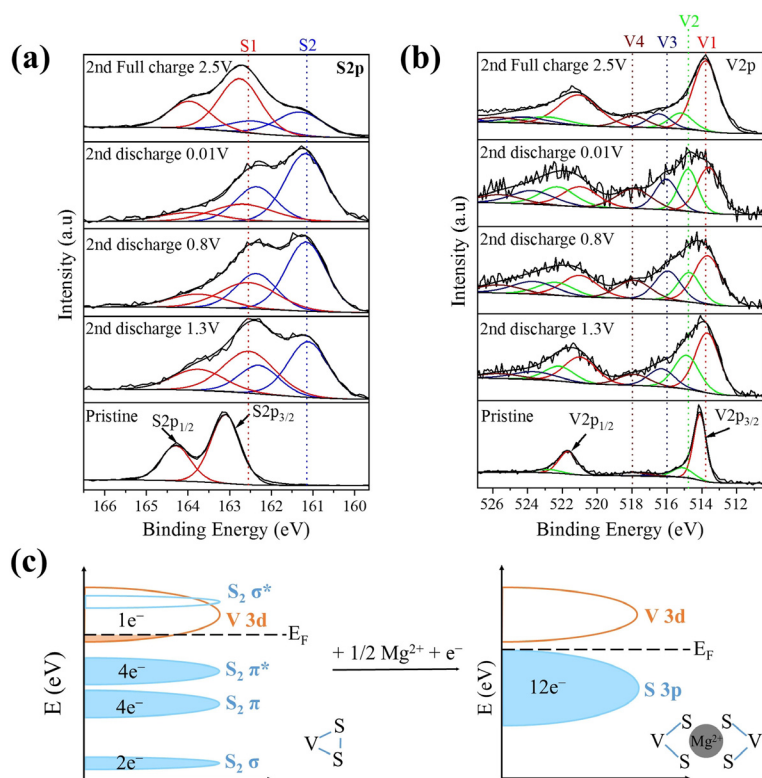 (a)
S1 S2
2nd Full charge 2.5V
S2p
2nd discharge 0.01V
2nd discharge 0.8V
2nd discharge 1.3V
Pristine
S2p1/2
S2p3/2
Intensity (a.u)
166 165 164 163 162 161 160
Binding Energy (eV)
(b)
V4 V3 V2 V1
2nd Full charge 2.5V
V2p
2nd discharge 0.01V
2nd discharge 0.8V
2nd discharge 1.3V
Pristine
V2p1/2
V2p3/2
Intensity (a.u)
526 524 522 520 518 516 514 512
Binding Energy (eV)
(c)
E (eV)
S₂ σ*
V 3d
1e⁻
E_F
4e⁻
S₂ π*
4e⁻
S₂ π
2e⁻
S₂ σ
V S S
+ 1/2 Mg²⁺ + e⁻
E (eV)
V 3d
E_F
12e⁻
S 3p
S S
V Mg²⁺ V
S S